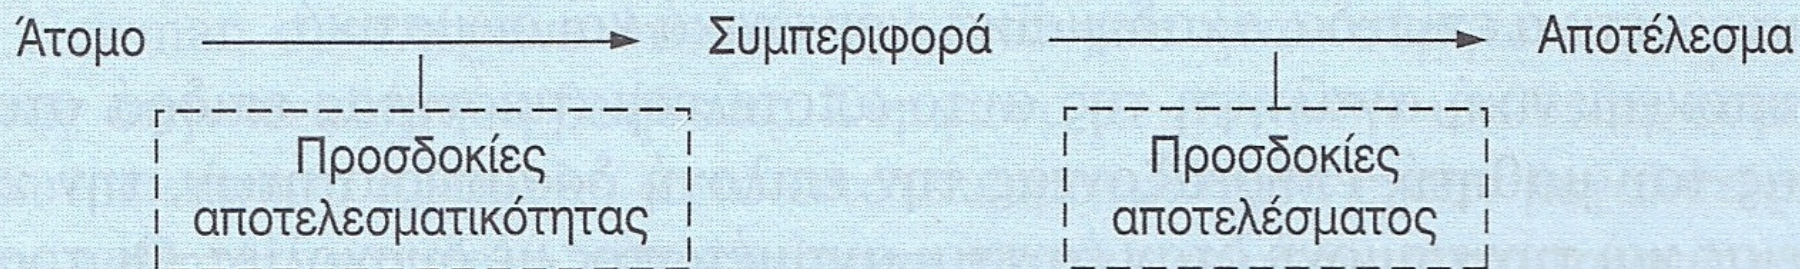 Άτομο Συμπεριφορά Αποτέλεσμα
Προσδοκίες
αποτελεσματικότητας
Προσδοκίες
αποτελέσματος